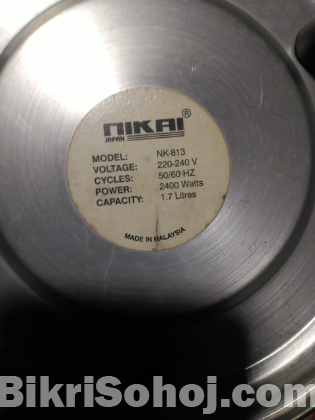 NIKAI®
JAPAN
MODEL: NK-813
VOLTAGE: 220-240 V
CYCLES: 50/60 HZ
POWER: 2400 Watts
CAPACITY: 1.7 Litres
MADE IN MALAYSIA
BikriSohoj.com